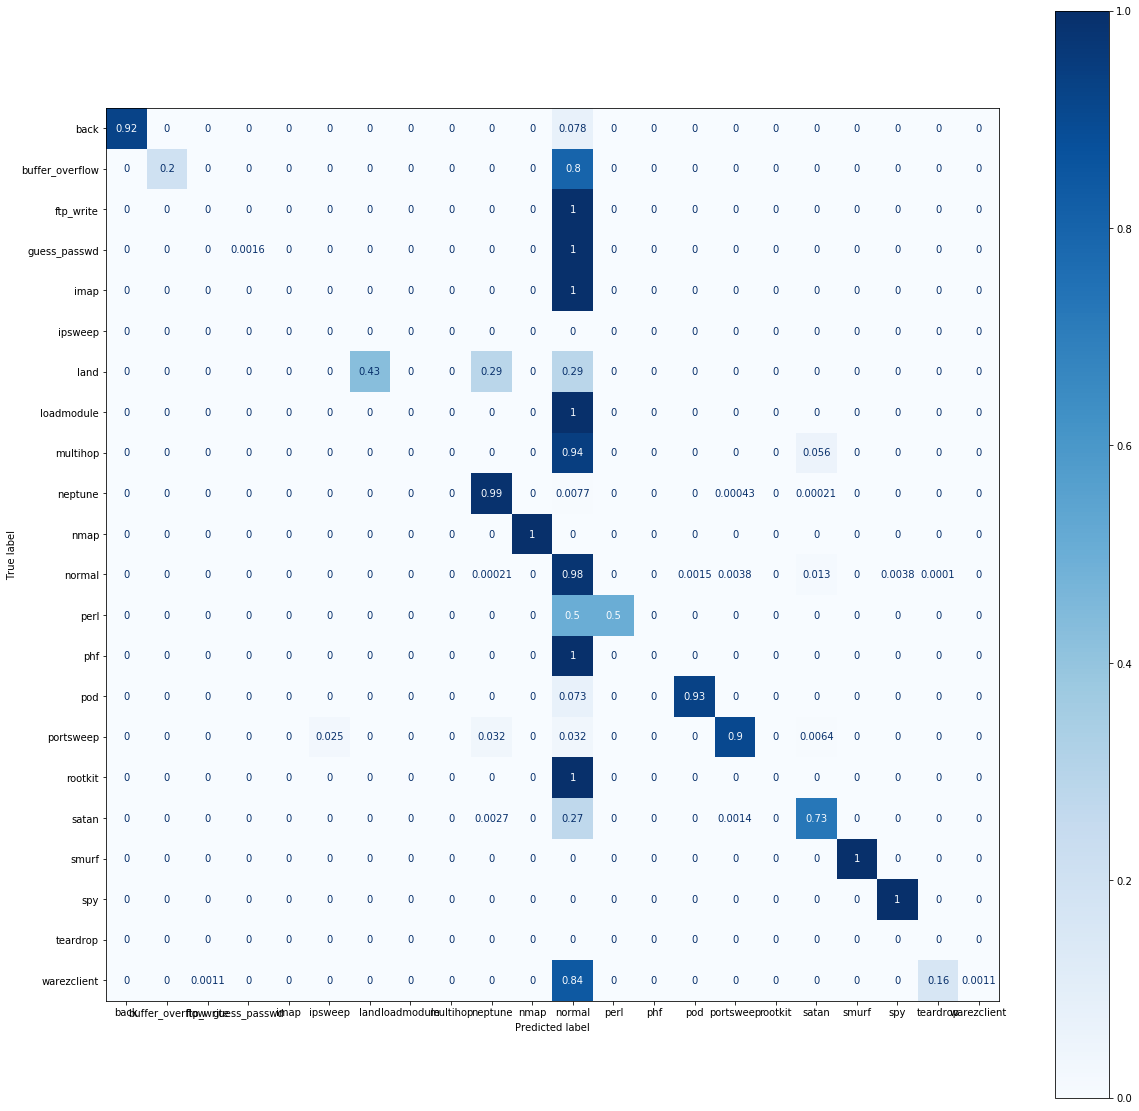 1.0
back 0.92 0 0 0 0 0 0 0 0 0 0 0.078 0 0 0 0 0 0 0 0 0 0
buffer_overflow 0 0.2 0 0 0 0 0 0 0 0 0 0.8 0 0 0 0 0 0 0 0 0 0
ftp_write 0 0 0 0 0 0 0 0 0 0 0 1 0 0 0 0 0 0 0 0 0 0
0.8
guess_passwd 0 0 0 0.0016 0 0 0 0 0 0 0 1 0 0 0 0 0 0 0 0 0 0
imap 0 0 0 0 0 0 0 0 0 0 0 1 0 0 0 0 0 0 0 0 0 0
ipsweep 0 0 0 0 0 0 0 0 0 0 0 0 0 0 0 0 0 0 0 0 0 0
land 0 0 0 0 0 0 0.43 0 0 0.29 0 0.29 0 0 0 0 0 0 0 0 0 0
loadmodule 0 0 0 0 0 0 0 0 0 0 0 1 0 0 0 0 0 0 0 0 0 0
multihop 0 0 0 0 0 0 0 0 0 0 0 0.94 0 0 0 0 0 0.056 0 0 0 0
0.6
neptune 0 0 0 0 0 0 0 0 0 0.99 0 0.0077 0 0 0 0.00043 0 0.00021 0 0 0 0
nmap 0 0 0 0 0 0 0 0 0 0 1 0 0 0 0 0 0 0 0 0 0 0
True label
normal 0 0 0 0 0 0 0 0 0 0.00021 0 0.98 0 0 0.0015 0.0038 0 0.013 0 0.0038 0.0001 0
perl 0 0 0 0 0 0 0 0 0 0 0 0.5 0.5 0 0 0 0 0 0 0 0 0
phf 0 0 0 0 0 0 0 0 0 0 0 1 0 0 0 0 0 0 0 0 0 0
0.4
pod 0 0 0 0 0 0 0 0 0 0 0 0.073 0 0 0.93 0 0 0 0 0 0 0
portsweep 0 0 0 0 0 0.025 0 0 0 0.032 0 0.032 0 0 0 0.9 0 0.0064 0 0 0 0
rootkit 0 0 0 0 0 0 0 0 0 0 0 1 0 0 0 0 0 0 0 0 0 0
satan 0 0 0 0 0 0 0 0 0 0.0027 0 0.27 0 0 0 0.0014 0 0.73 0 0 0 0
smurf 0 0 0 0 0 0 0 0 0 0 0 0 0 0 0 0 0 0 1 0 0 0
0.2
spy 0 0 0 0 0 0 0 0 0 0 0 0 0 0 0 0 0 0 0 1 0 0
teardrop 0 0 0 0 0 0 0 0 0 0 0 0 0 0 0 0 0 0 0 0 0 0
warezclient 0 0 0.0011 0 0 0 0 0 0 0 0 0.84 0 0 0 0 0 0 0 0 0.16 0.0011
back buffer_overflow ftp_write guess_passwd imap ipsweep land loadmodule multihop neptune nmap normal perl phf pod portsweep rootkit satan smurf spy teardrop warezclient
Predicted label
0.0